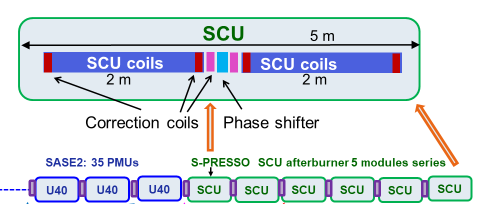 SCU
5 m
SCU coils SCU coils
2 m 2 m
Correction coils Phase shifter
SASE2: 35 PMUs S-PRESSO SCU afterburner 5 modules series
U40 U40 U40 SCU SCU SCU SCU SCU SCU